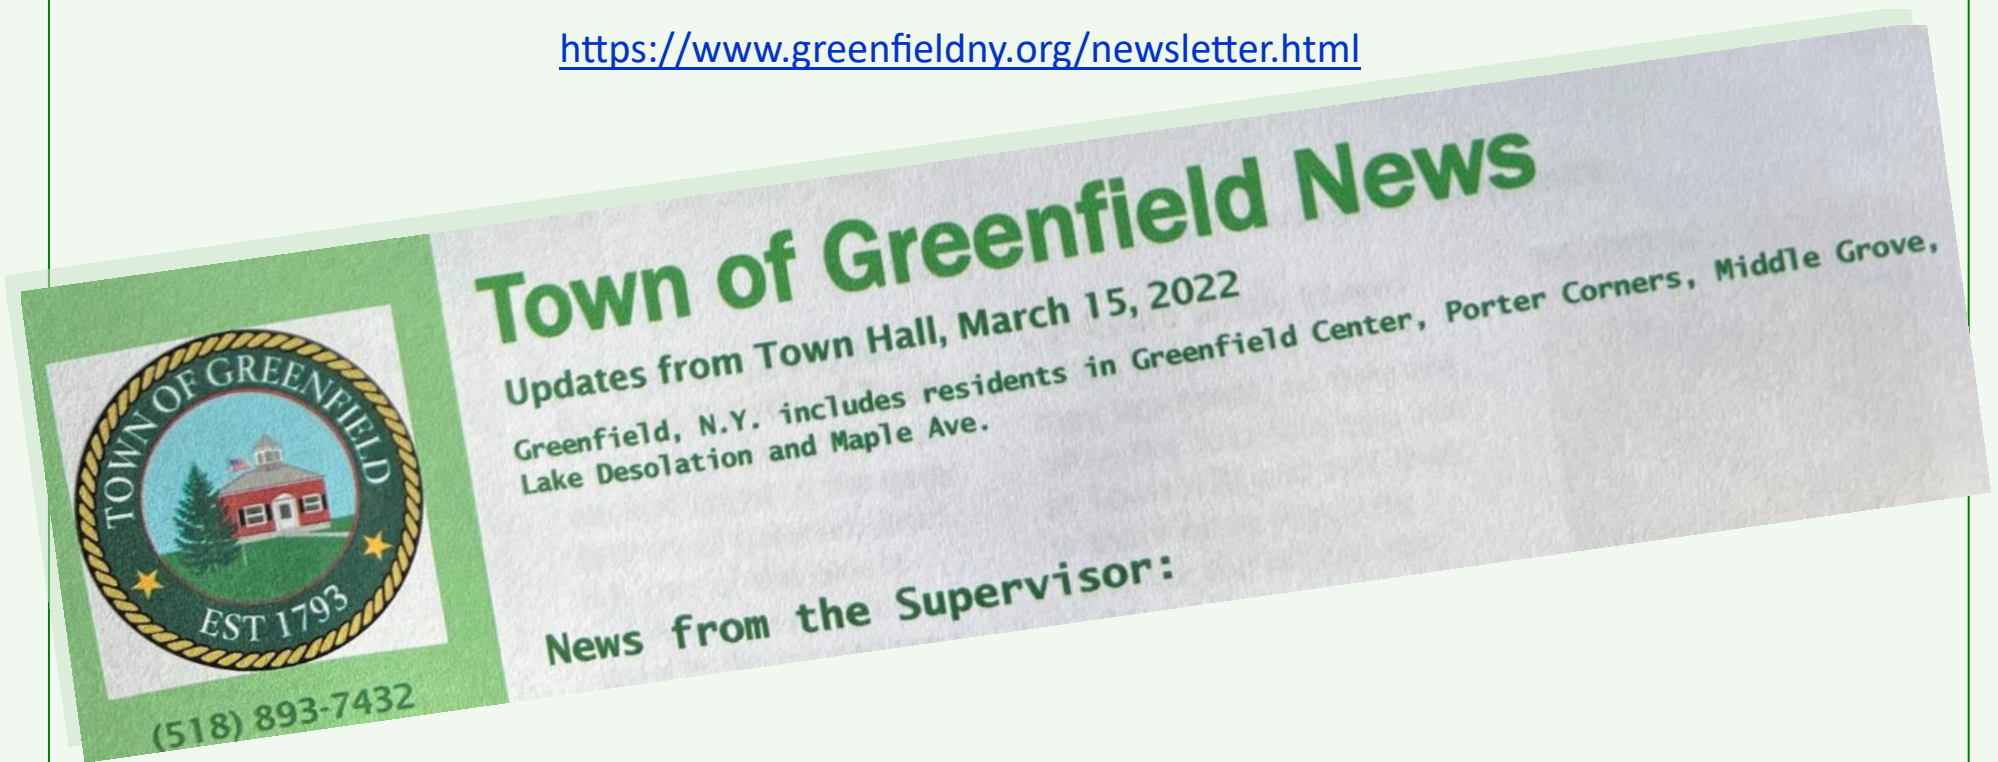 https://www.greenfieldny.org/newsletter.html
Town of Greenfield News
Updates from Town Hall, March 15, 2022
Greenfield, N.Y. includes residents in Greenfield Center, Porter Corners, Middle Grove,
Lake Desolation and Maple Ave.
TOWN OF GREENFIELD
EST 1793
(518) 893-7432
News from the Supervisor: